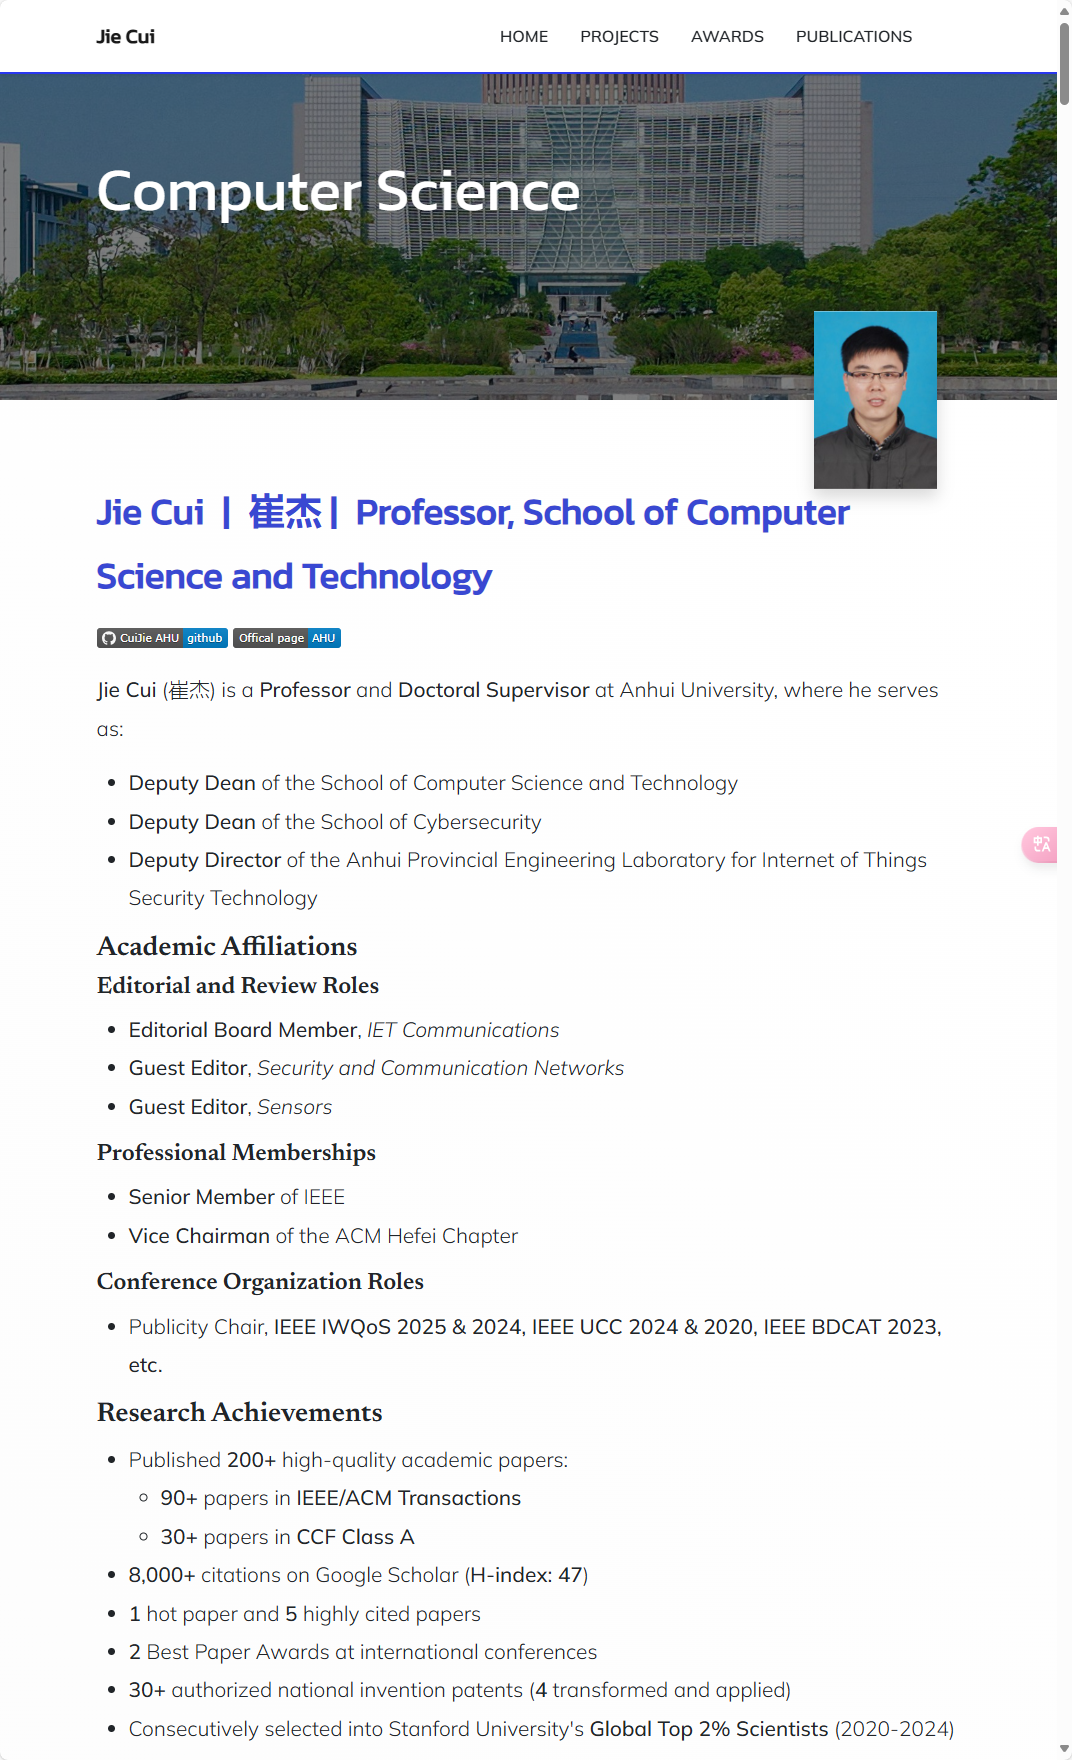 Jie Cui
HOME PROJECTS AWARDS PUBLICATIONS
Computer Science
Jie Cui | 崔杰 | Professor, School of Computer
Science and Technology
CuiJie AHU github Offical page AHU
Jie Cui (崔杰) is a Professor and Doctoral Supervisor at Anhui University, where he serves
as:
• Deputy Dean of the School of Computer Science and Technology
• Deputy Dean of the School of Cybersecurity
• Deputy Director of the Anhui Provincial Engineering Laboratory for Internet of Things
Security Technology
Academic Affiliations
Editorial and Review Roles
• Editorial Board Member, IET Communications
• Guest Editor, Security and Communication Networks
• Guest Editor, Sensors
Professional Memberships
• Senior Member of IEEE
• Vice Chairman of the ACM Hefei Chapter
Conference Organization Roles
• Publicity Chair, IEEE IWQoS 2025 & 2024, IEEE UCC 2024 & 2020, IEEE BDCAT 2023,
etc.
Research Achievements
• Published 200+ high-quality academic papers:
◦ 90+ papers in IEEE/ACM Transactions
◦ 30+ papers in CCF Class A
• 8,000+ citations on Google Scholar (H-index: 47)
• 1 hot paper and 5 highly cited papers
• 2 Best Paper Awards at international conferences
• 30+ authorized national invention patents (4 transformed and applied)
• Consecutively selected into Stanford University's Global Top 2% Scientists (2020-2024)